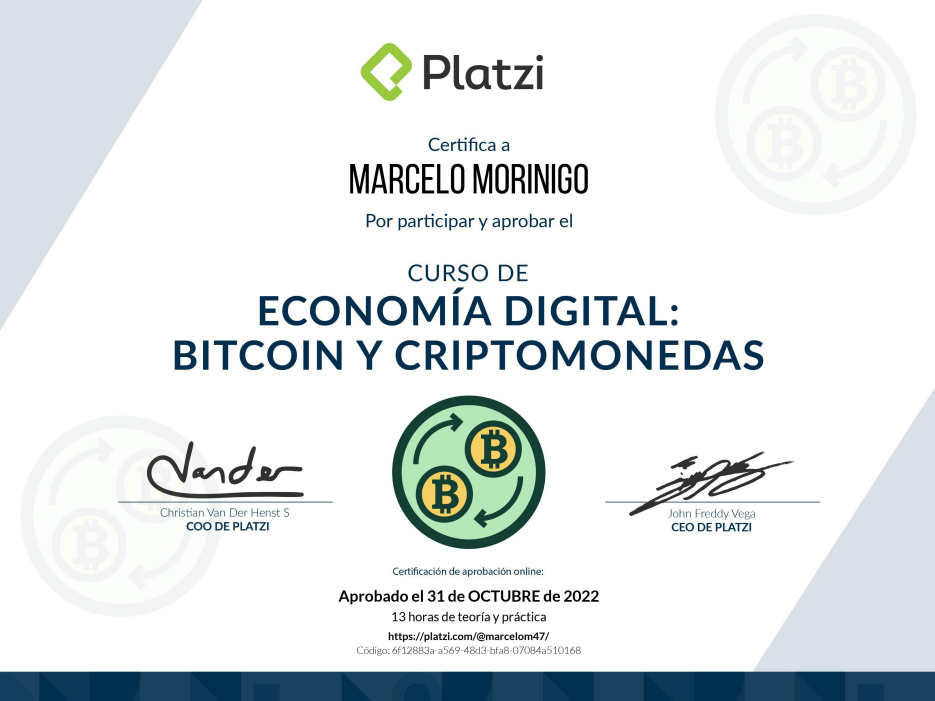 Platzi
Certifica a
MARCELO MORINIGO
Por participar y aprobar el
CURSO DE
ECONOMÍA DIGITAL:
BITCOIN Y CRIPTOMONEDAS
Vander
Christian Van Der Henst S
COO DE PLATZI
John Freddy Vega
CEO DE PLATZI
Certificación de aprobación online:
Aprobado el 31 de OCTUBRE de 2022
13 horas de teoría y práctica
https://platzi.com/@marcelom47/
Código: 6f12883a-a569-48d3-bfa8-07084a510168